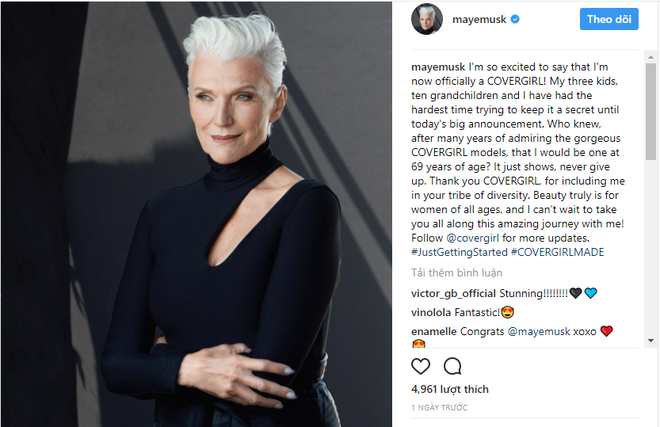 mayemusk
Theo dõi
mayemusk I'm so excited to say that I'm
now officially a COVERGIRL! My three kids,
ten grandchildren and I have had the
hardest time trying to keep it a secret until
today's big announcement. Who knew,
after many years of admiring the gorgeous
COVERGIRL models, that I would be one at
69 years of age? It just shows, never give
up. Thank you COVERGIRL, for including me
in your tribe of diversity. Beauty truly is for
women of all ages, and I can't wait to take
you all along this amazing journey with me!
Follow @covergirl for more updates.
#JustGettingStarted #COVERGIRLMADE
Tải thêm bình luận
victor_gb_official Stunning!!!!!!!!🖤💙
vinolola Fantastic!😍
enamelle Congrats @mayemusk xoxo ❤️
😍
4,961 lượt thích
1 NGÀY TRƯỚC